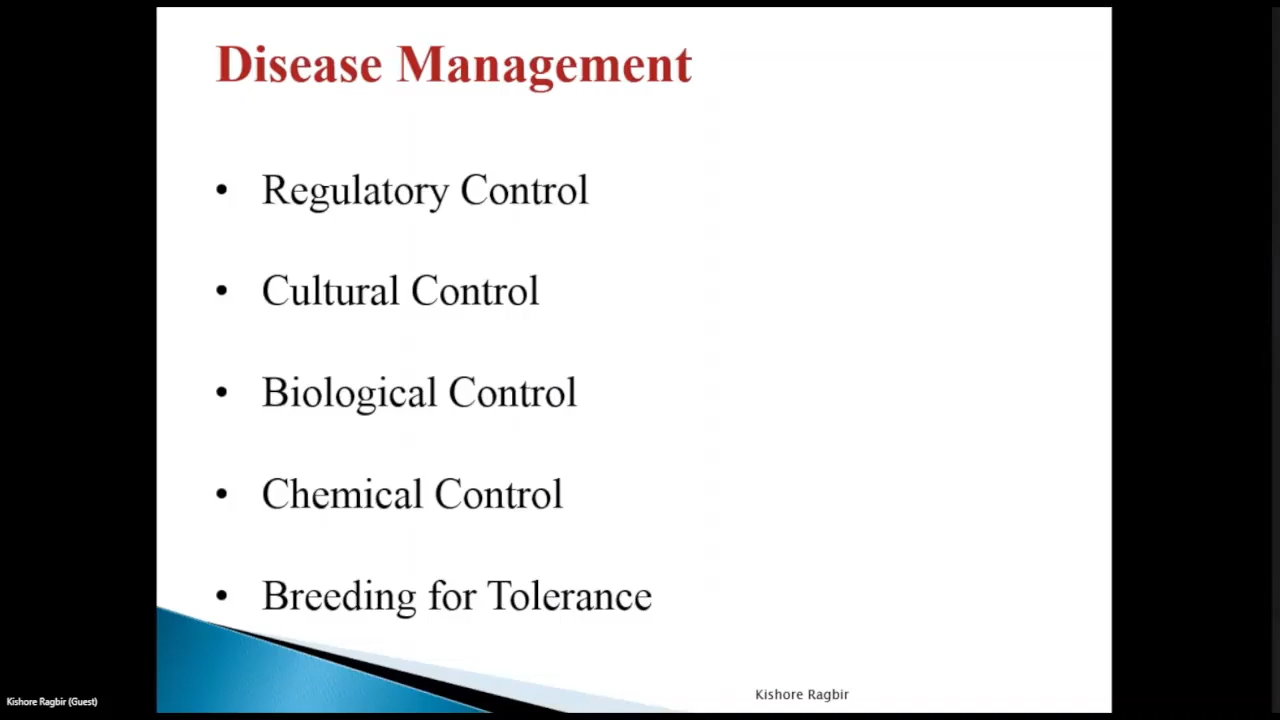 Disease Management
• Regulatory Control
• Cultural Control
• Biological Control
• Chemical Control
• Breeding for Tolerance
Kishore Ragbir
Kishore Ragbir (Guest)